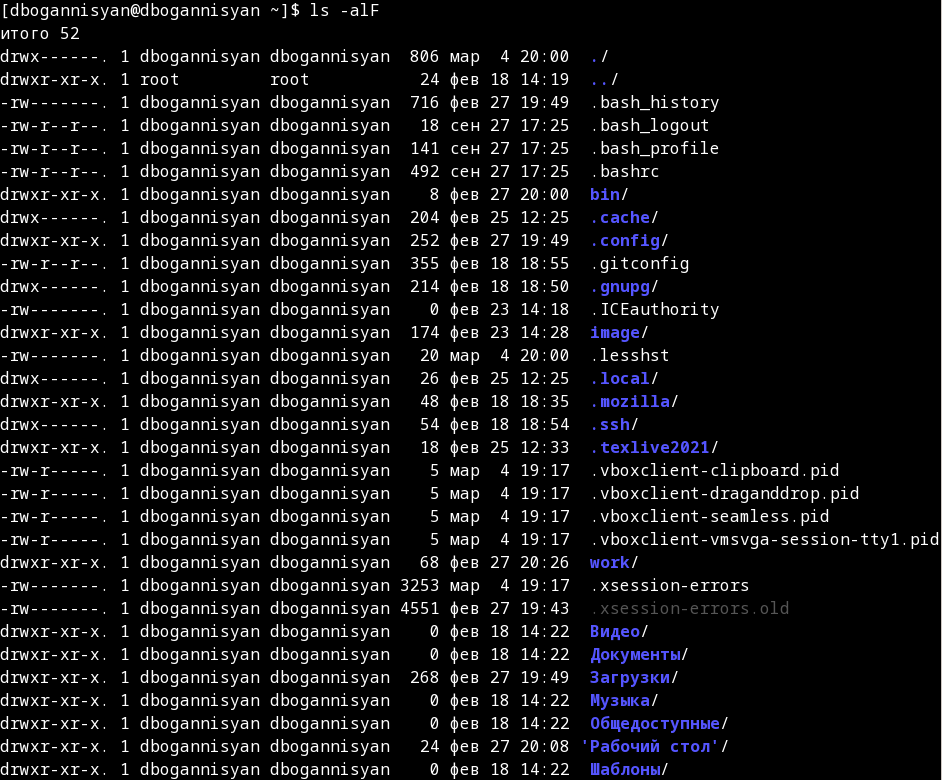 [dbogannisyan@dbogannisyan ~]$ ls -alF
итого 52
drwx------. 1 dbogannisyan dbogannisyan  806 мар  4 20:00  ./
drwxr-xr-x. 1 root         root           24 фев 18 14:19  ../
-rw-------. 1 dbogannisyan dbogannisyan  716 фев 27 19:49  .bash_history
-rw-r--r--. 1 dbogannisyan dbogannisyan   18 сен 27 17:25  .bash_logout
-rw-r--r--. 1 dbogannisyan dbogannisyan  141 сен 27 17:25  .bash_profile
-rw-r--r--. 1 dbogannisyan dbogannisyan  492 сен 27 17:25  .bashrc
drwxr-xr-x. 1 dbogannisyan dbogannisyan    8 фев 27 20:00  bin/
drwx------. 1 dbogannisyan dbogannisyan  204 фев 25 12:25  .cache/
drwxr-xr-x. 1 dbogannisyan dbogannisyan  252 фев 27 19:49  .config/
-rw-r--r--. 1 dbogannisyan dbogannisyan  355 фев 18 18:55  .gitconfig
drwx------. 1 dbogannisyan dbogannisyan  214 фев 18 18:50  .gnupg/
-rw-------. 1 dbogannisyan dbogannisyan    0 фев 23 14:18  .ICEauthority
drwxr-xr-x. 1 dbogannisyan dbogannisyan  174 фев 23 14:28  image/
-rw-------. 1 dbogannisyan dbogannisyan   20 мар  4 20:00  .lesshst
drwx------. 1 dbogannisyan dbogannisyan   26 фев 25 12:25  .local/
drwxr-xr-x. 1 dbogannisyan dbogannisyan   48 фев 18 18:35  .mozilla/
drwx------. 1 dbogannisyan dbogannisyan   54 фев 18 18:54  .ssh/
drwxr-xr-x. 1 dbogannisyan dbogannisyan   18 фев 25 12:33  .texlive2021/
-rw-r-----. 1 dbogannisyan dbogannisyan    5 мар  4 19:17  .vboxclient-clipboard.pid
-rw-r-----. 1 dbogannisyan dbogannisyan    5 мар  4 19:17  .vboxclient-draganddrop.pid
-rw-r-----. 1 dbogannisyan dbogannisyan    5 мар  4 19:17  .vboxclient-seamless.pid
-rw-r-----. 1 dbogannisyan dbogannisyan    5 мар  4 19:17  .vboxclient-vmsvga-session-tty1.pid
drwxr-xr-x. 1 dbogannisyan dbogannisyan   68 фев 27 20:26  work/
-rw-------. 1 dbogannisyan dbogannisyan 3253 мар  4 19:17  .xsession-errors
-rw-------. 1 dbogannisyan dbogannisyan 4551 фев 27 19:43  .xsession-errors.old
drwxr-xr-x. 1 dbogannisyan dbogannisyan    0 фев 18 14:22  Видео/
drwxr-xr-x. 1 dbogannisyan dbogannisyan    0 фев 18 14:22  Документы/
drwxr-xr-x. 1 dbogannisyan dbogannisyan  268 фев 27 19:49  Загрузки/
drwxr-xr-x. 1 dbogannisyan dbogannisyan    0 фев 18 14:22  Музыка/
drwxr-xr-x. 1 dbogannisyan dbogannisyan    0 фев 18 14:22  Общедоступные/
drwxr-xr-x. 1 dbogannisyan dbogannisyan   24 фев 27 20:08 'Рабочий стол'/
drwxr-xr-x. 1 dbogannisyan dbogannisyan    0 фев 18 14:22  Шаблоны/